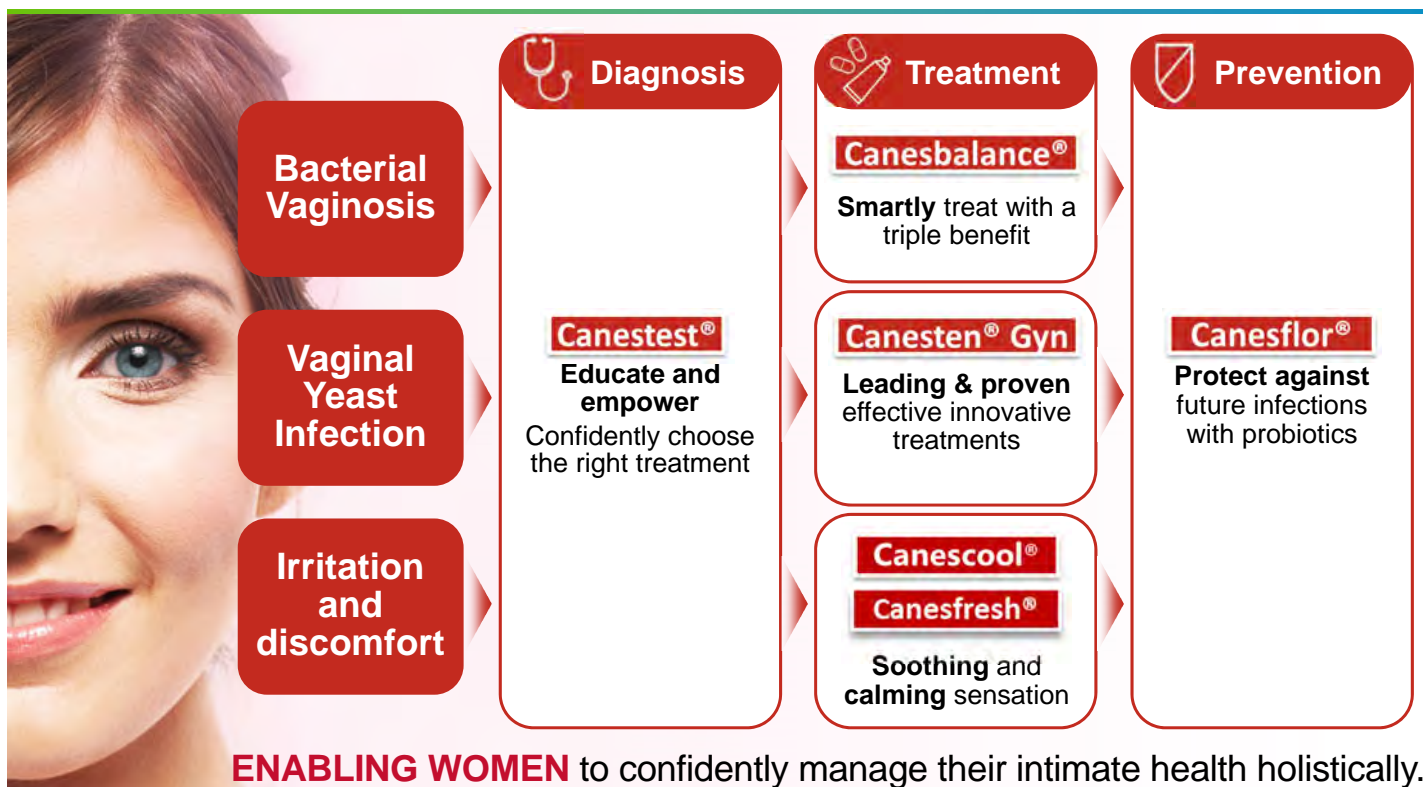 Diagnosis
Treatment
Prevention
Bacterial
Vaginosis
Canesbalance®
Smartly treat with a
triple benefit
Vaginal
Yeast
Infection
Canestest®
Educate and
empower
Confidently choose
the right treatment
Canesten® Gyn
Leading & proven
effective innovative
treatments
Canesflor®
Protect against
future infections
with probiotics
Irritation
and
discomfort
Canescool®
Canesfresh®
Soothing and
calming sensation
ENABLING WOMEN to confidently manage their intimate health holistically.